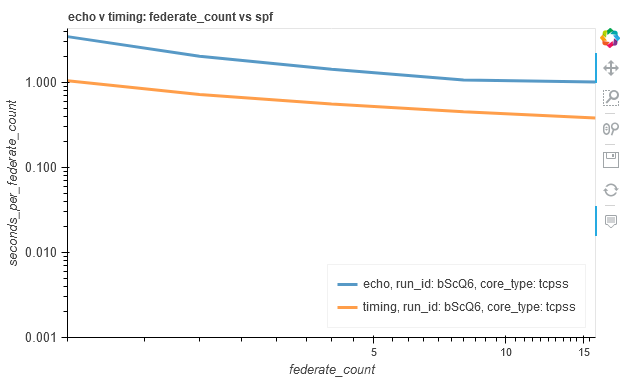 echo v timing: federate_count vs spf
1.000
0.100
0.010
0.001
seconds_per_federate_count
echo, run_id: bScQ6, core_type: tcpss
timing, run_id: bScQ6, core_type: tcpss
5
10
15
federate_count